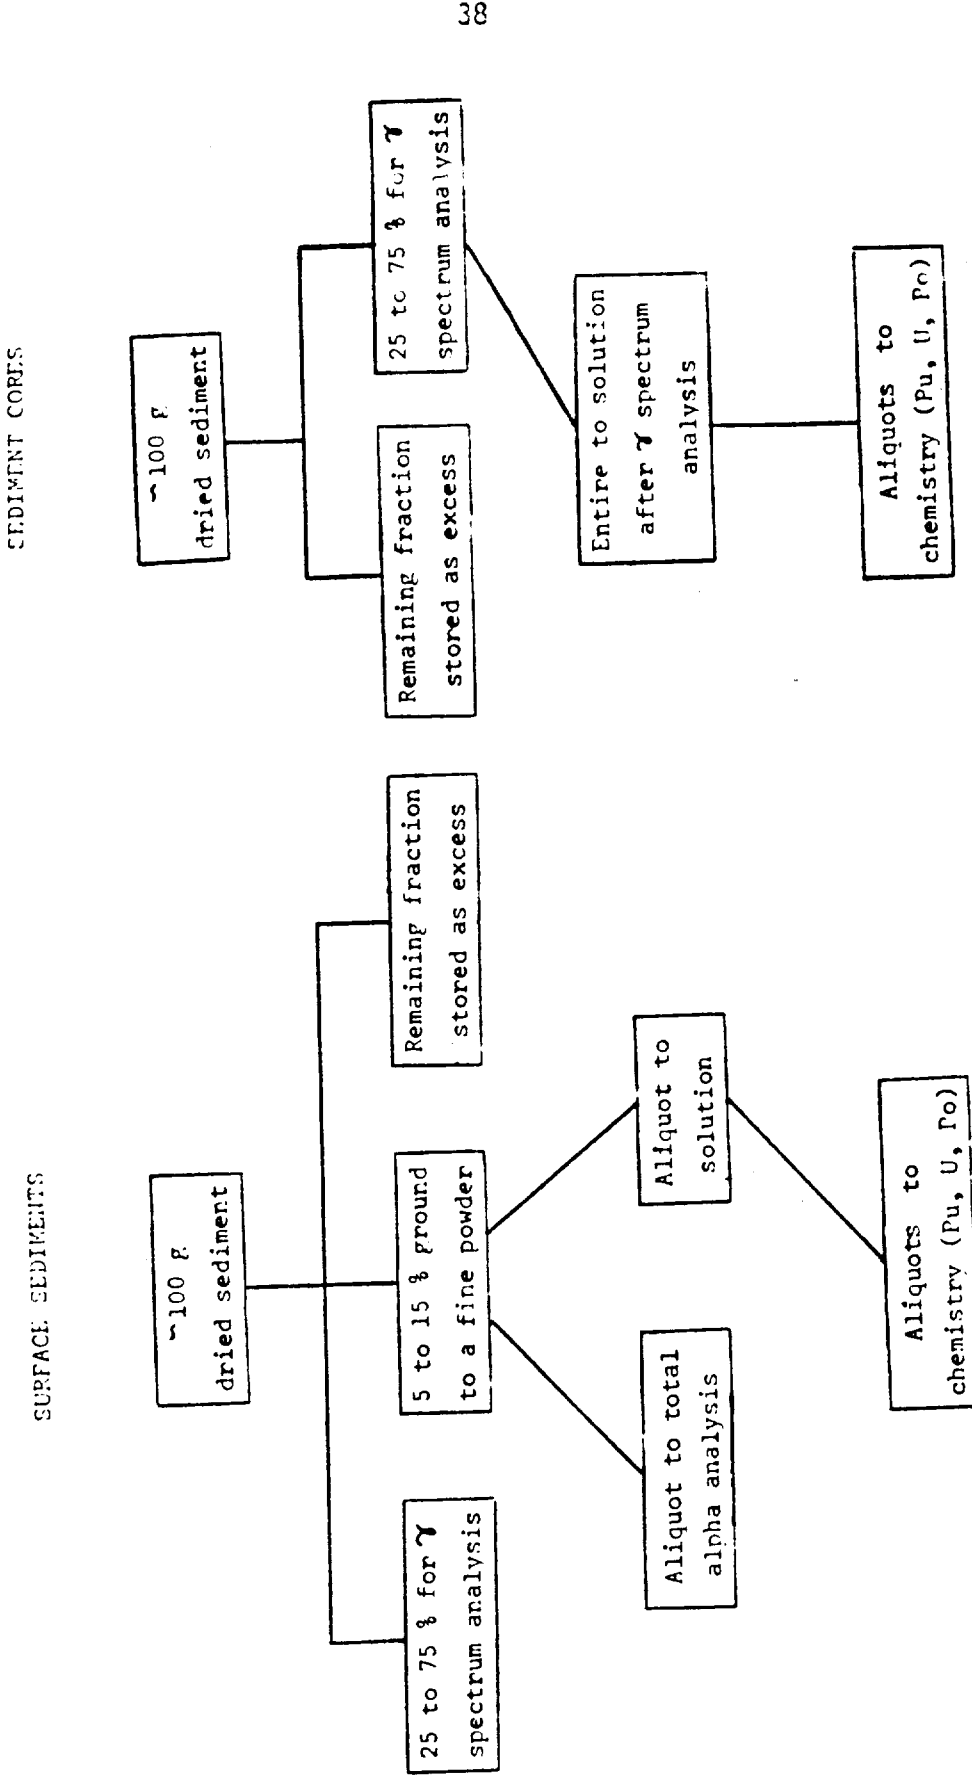 38
SURFACE SEDIMENTS
~100 g
dried sediment
25 to 75 % for γ
spectrum analysis
5 to 15 % ground
to a fine powder
Remaining fraction
stored as excess
Aliquot to total
alpha analysis
Aliquot to
solution
Aliquots to
chemistry (Pu, U, Po)
SEDIMENT CORES
~100 g
dried sediment
Remaining fraction
stored as excess
25 to 75 % for γ
spectrum analysis
Entire to solution
after γ spectrum
analysis
Aliquots to
chemistry (Pu, U, Po)